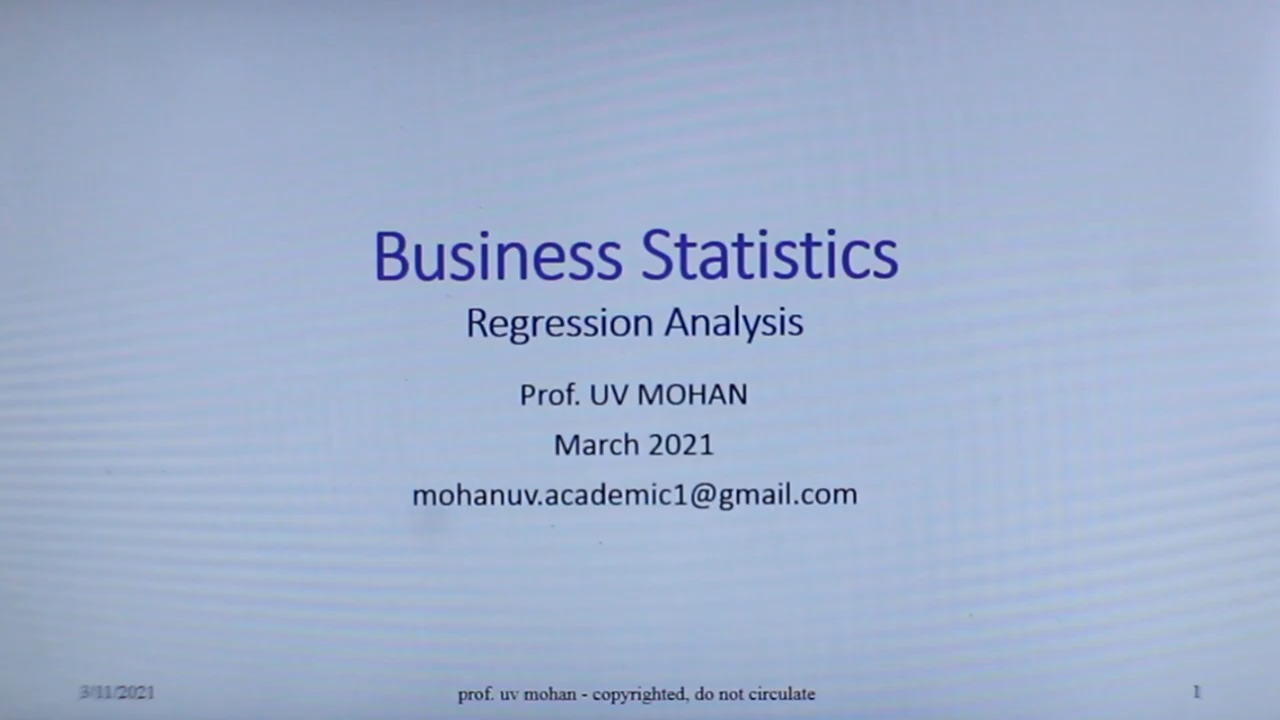 Business Statistics
Regression Analysis
Prof. UV MOHAN
March 2021
mohanuv.academic1@gmail.com
3/11/2021
prof. uv mohan - copyrighted, do not circulate
1